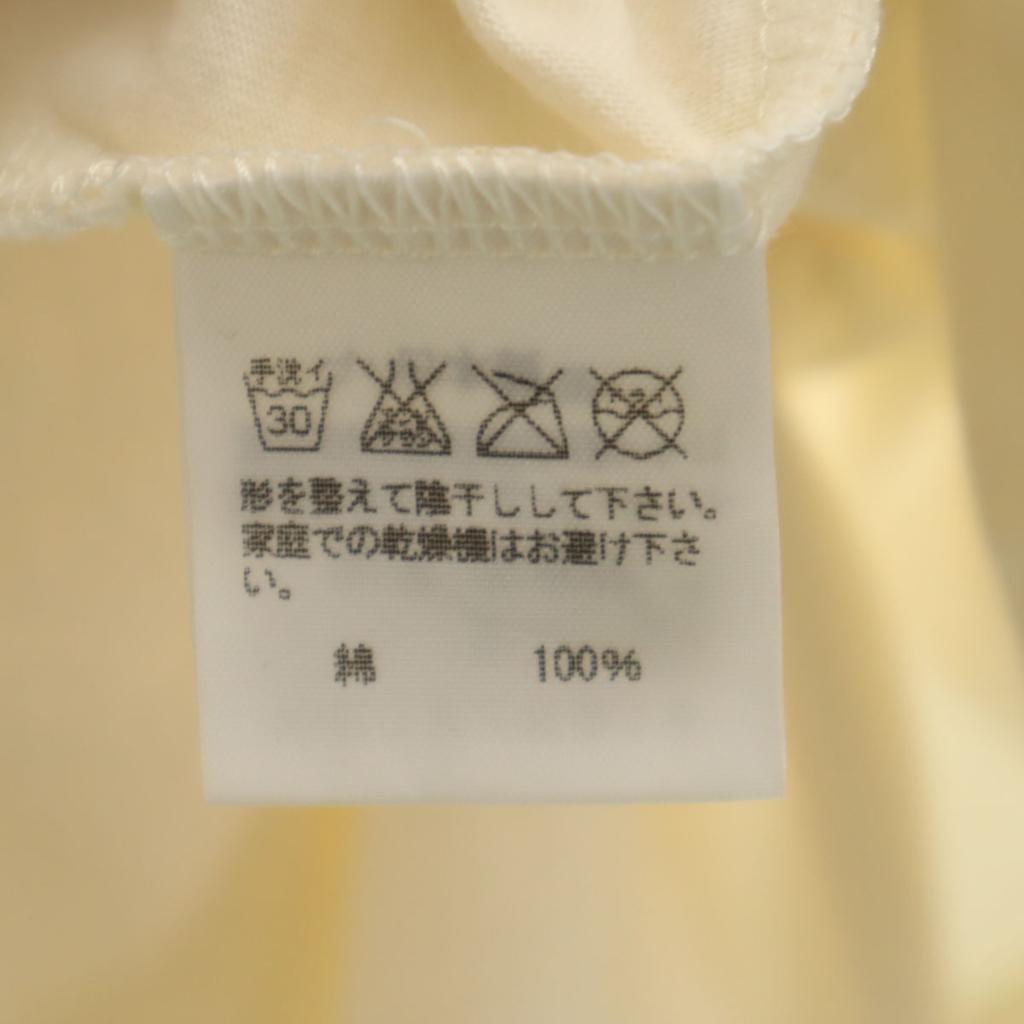 手洗イ
30
形を整えて陰干しして下さい。
家庭での乾燥機はお避け下さ
い。
綿 100%